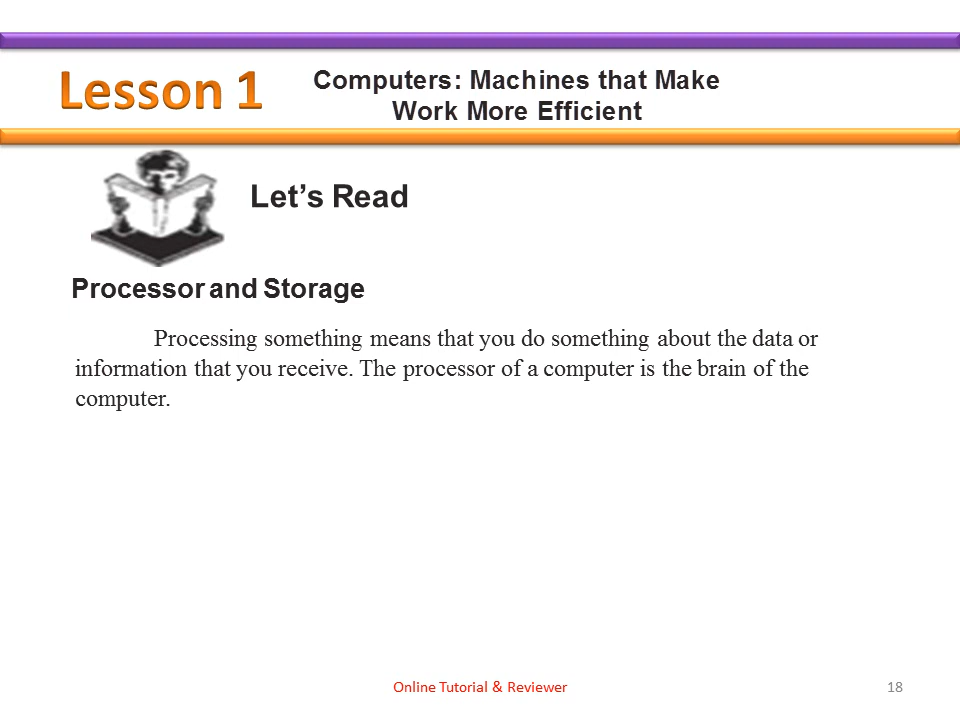 Lesson 1
Computers: Machines that Make
Work More Efficient
Let’s Read
Processor and Storage
Processing something means that you do something about the data or
information that you receive. The processor of a computer is the brain of the
computer.
Online Tutorial & Reviewer
18